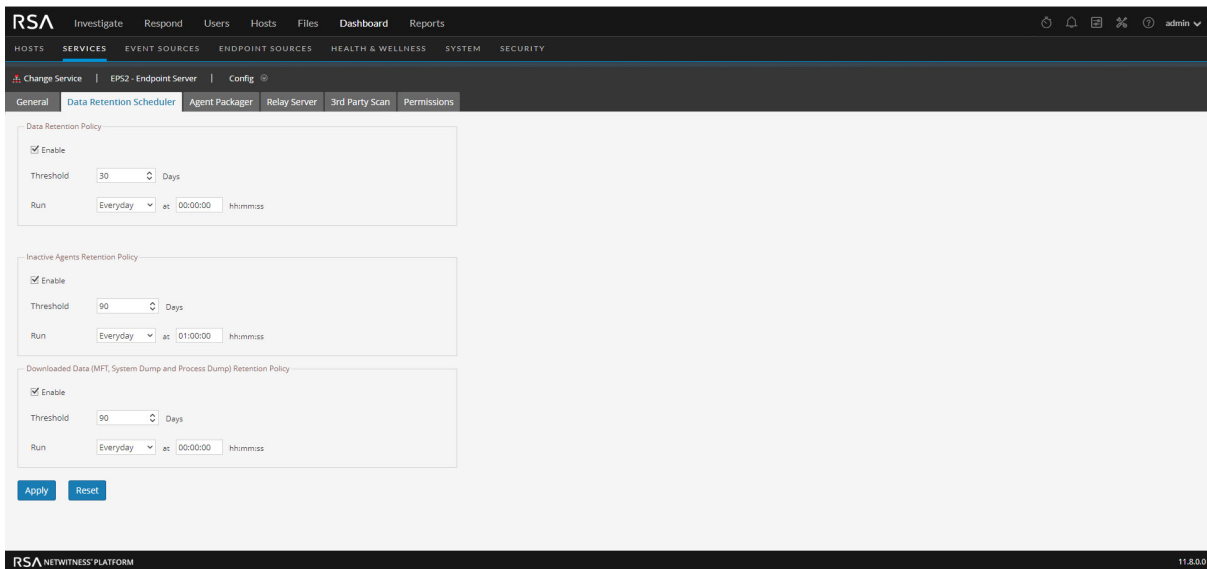 RSA Investigate Respond Users Hosts Files Dashboard Reports admin
HOSTS SERVICES EVENT SOURCES ENDPOINT SOURCES HEALTH & WELLNESS SYSTEM SECURITY
Change Service | EPS2 - Endpoint Server | Config
General Data Retention Scheduler Agent Packager Relay Server 3rd Party Scan Permissions
Data Retention Policy
Enable
Threshold 30 Days
Run Everyday at 00:00:00 hh:mm:ss
Inactive Agents Retention Policy
Enable
Threshold 90 Days
Run Everyday at 01:00:00 hh:mm:ss
Downloaded Data (MFT, System Dump and Process Dump) Retention Policy
Enable
Threshold 90 Days
Run Everyday at 00:00:00 hh:mm:ss
Apply Reset
RSA NETWITNESS® PLATFORM 11.8.0.0